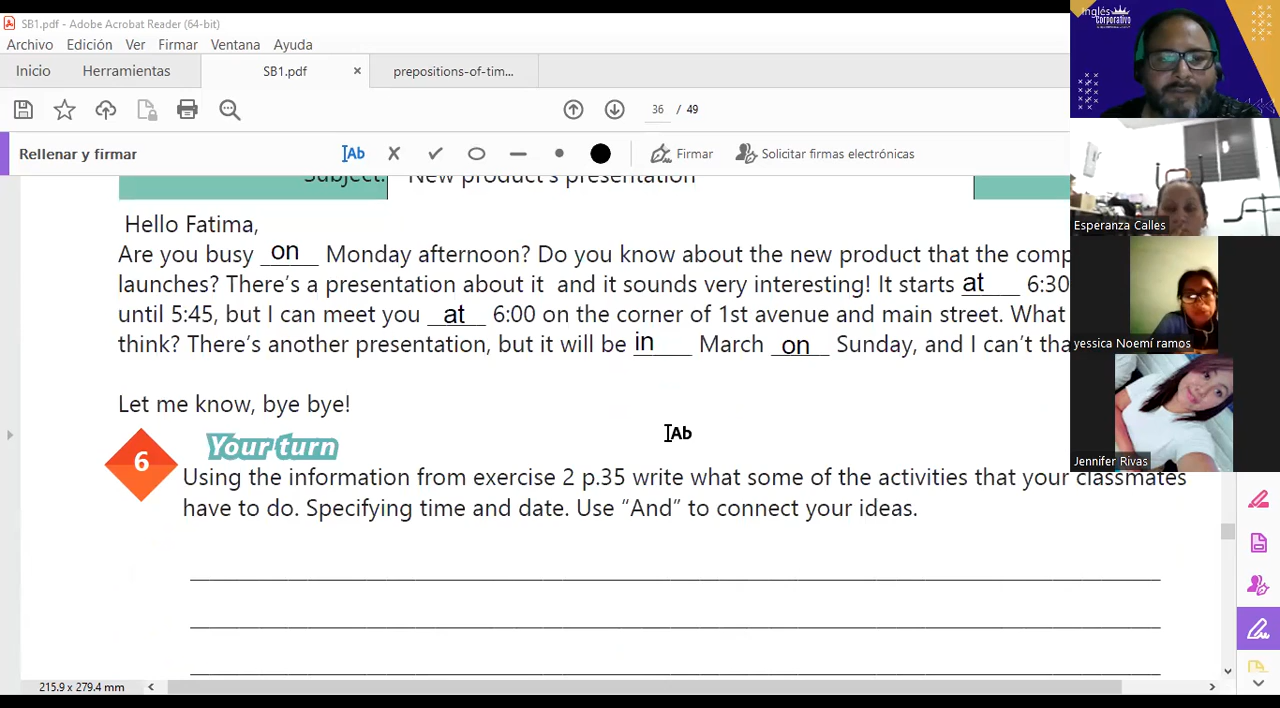 SB1.pdf - Adobe Acrobat Reader (64-bit)
Archivo Edición Ver Firmar Ventana Ayuda
Inicio Herramientas SB1.pdf × prepositions-of-tim...
36 / 49
Rellenar y firmar Ab Firmar Solicitar firmas electrónicas
Inglés
Corporativo
Subject: New product's presentation
Hello Fatima,
Are you busy on Monday afternoon? Do you know about the new product that the comp
launches? There's a presentation about it and it sounds very interesting! It starts at 6:30
until 5:45, but I can meet you at 6:00 on the corner of 1st avenue and main street. What
think? There's another presentation, but it will be in March on Sunday, and I can't tha
Let me know, bye bye!
Ab
6 Your turn
Using the information from exercise 2 p.35 write what some of the activities that your classmates
have to do. Specifying time and date. Use “And” to connect your ideas.
Esperanza Calles
yessica Noemí ramos
Jennifer Rivas
215.9 x 279.4 mm